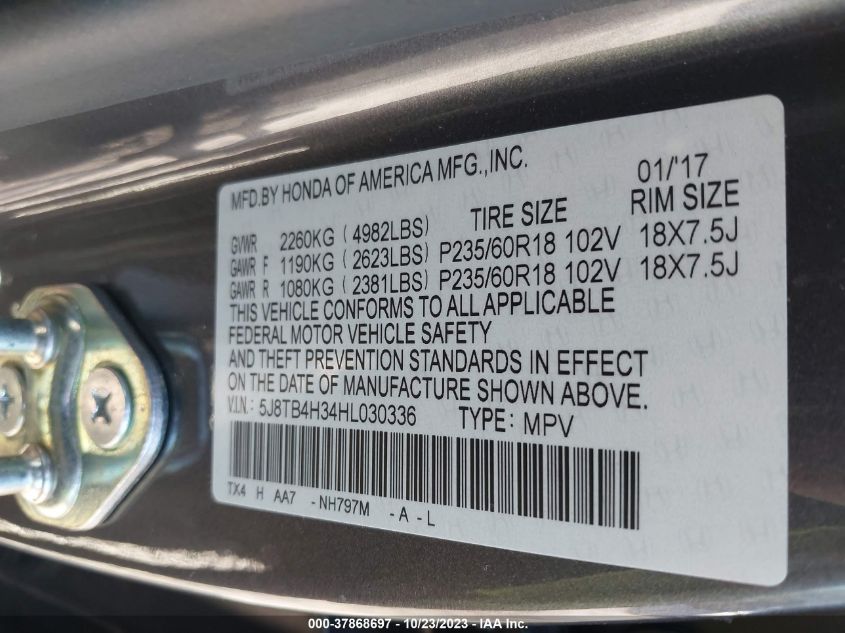 MFD.BY HONDA OF AMERICA MFG.,INC. 01/'17
TIRE SIZE RIM SIZE
GVWR 2260KG ( 4982LBS)
GAWR F 1190KG ( 2623LBS) P235/60R18 102V 18X7.5J
GAWR R 1080KG ( 2381LBS) P235/60R18 102V 18X7.5J
THIS VEHICLE CONFORMS TO ALL APPLICABLE
FEDERAL MOTOR VEHICLE SAFETY
AND THEFT PREVENTION STANDARDS IN EFFECT
ON THE DATE OF MANUFACTURE SHOWN ABOVE.
V.I.N.: 5J8TB4H34HL030336 TYPE: MPV
TX4 H AA7 - NH797M - A - L
000-37868697 - 10/23/2023 - © IAA Inc.